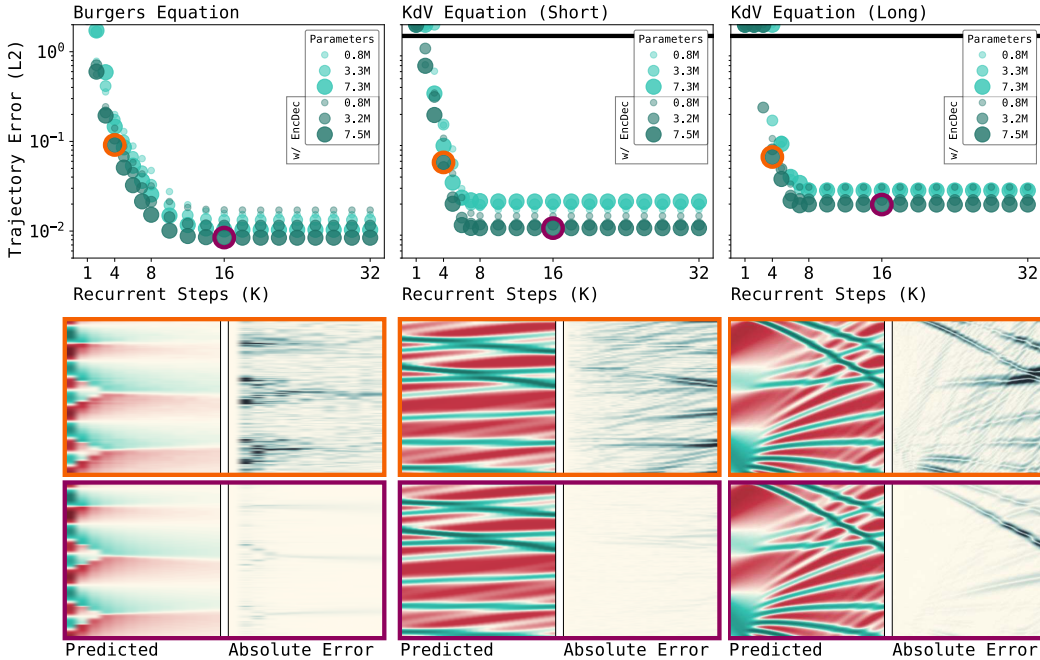 Burgers Equation
KdV Equation (Short)
KdV Equation (Long)
Trajectory Error (L2)
10⁰
10⁻¹
10⁻²
Parameters
0.8M
3.3M
7.3M
w/ EncDec
0.8M
3.2M
7.5M
Parameters
0.8M
3.3M
7.3M
w/ EncDec
0.8M
3.2M
7.5M
Parameters
0.8M
3.3M
7.3M
w/ EncDec
0.8M
3.2M
7.5M
1 4 8 16 32
1 4 8 16 32
1 4 8 16 32
Recurrent Steps (K)
Recurrent Steps (K)
Recurrent Steps (K)
Predicted Absolute Error
Predicted Absolute Error
Predicted Absolute Error